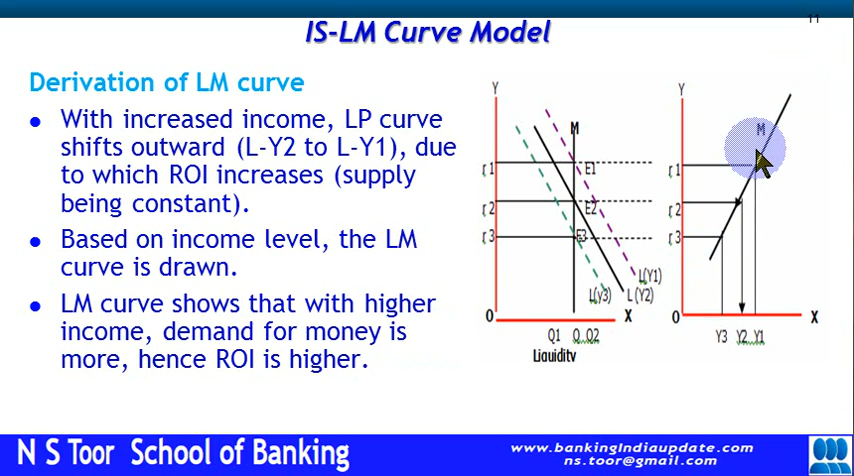 11
IS-LM Curve Model
Derivation of LM curve
● With increased income, LP curve
shifts outward (L-Y2 to L-Y1), due
to which ROI increases (supply
being constant).
● Based on income level, the LM
curve is drawn.
● LM curve shows that with higher
income, demand for money is
more, hence ROI is higher.
Y
M
r1 E1
r2 E2
r3 E3
L(Y1)
L(y3) L(Y2)
0 X
Q1 Q Q2
Liquidity
Y
M
r1
r2
r3
0 X
Y3 Y2 Y1
N S Toor School of Banking
www.bankingIndiaupdate.com
ns.toor@gmail.com